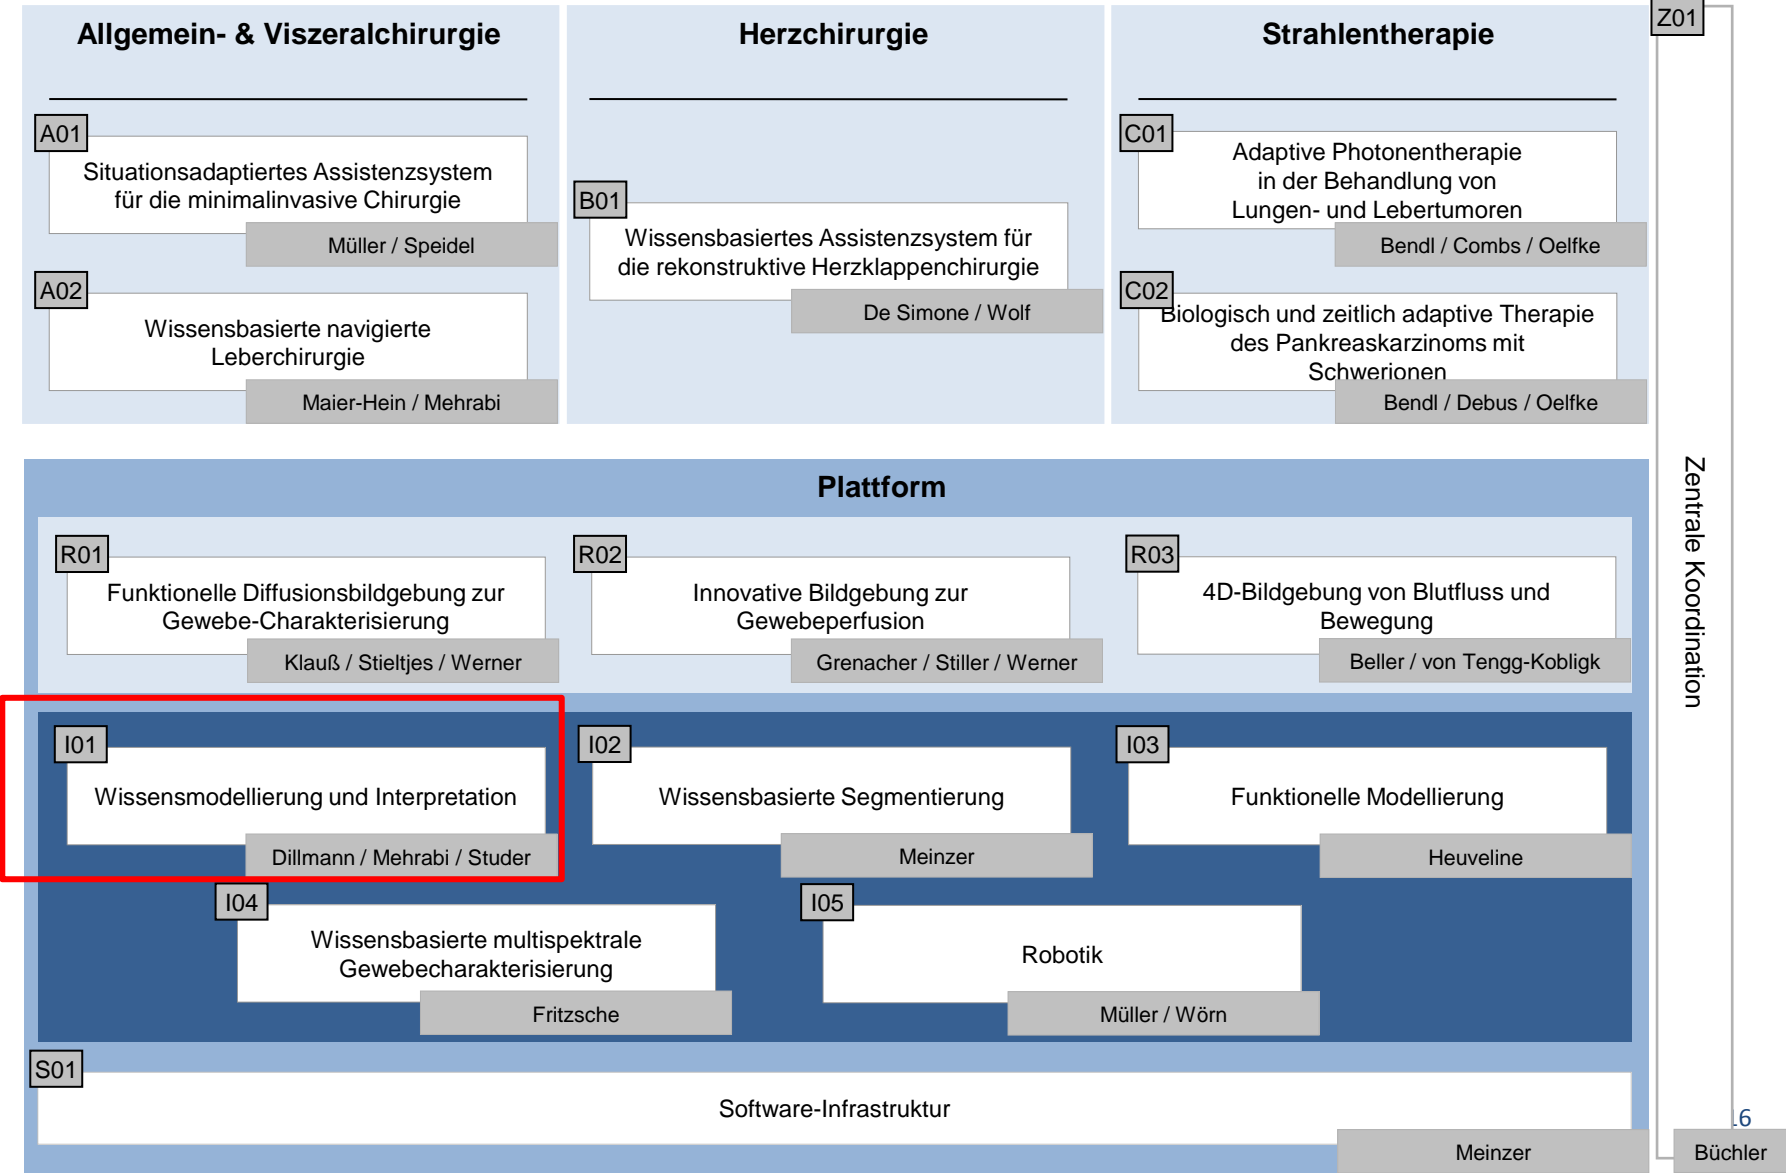 Z01
Allgemein- & Viszeralchirurgie
Herzchirurgie
Strahlentherapie
A01
Situationsadaptiertes Assistenzsystem
für die minimalinvasive Chirurgie
Müller / Speidel
A02
Wissensbasierte navigierte
Leberchirurgie
Maier-Hein / Mehrabi
B01
Wissensbasiertes Assistenzsystem für
die rekonstruktive Herzklappenchirurgie
De Simone / Wolf
C01
Adaptive Photonentherapie
in der Behandlung von
Lungen- und Lebertumoren
Bendl / Combs / Oelfke
C02
Biologisch und zeitlich adaptive Therapie
des Pankreaskarzinoms mit
Schwerionen
Bendl / Debus / Oelfke
Zentrale Koordination
Plattform
R01
Funktionelle Diffusionsbildgebung zur
Gewebe-Charakterisierung
Klauß / Stieltjes / Werner
R02
Innovative Bildgebung zur
Gewebeperfusion
Grenacher / Stiller / Werner
R03
4D-Bildgebung von Blutfluss und
Bewegung
Beller / von Tengg-Kobligk
I01
Wissensmodellierung und Interpretation
Dillmann / Mehrabi / Studer
I02
Wissensbasierte Segmentierung
Meinzer
I03
Funktionelle Modellierung
Heuveline
I04
Wissensbasierte multispektrale
Gewebecharakterisierung
Fritzsche
I05
Robotik
Müller / Wörn
S01
Software-Infrastruktur
Meinzer
Büchler